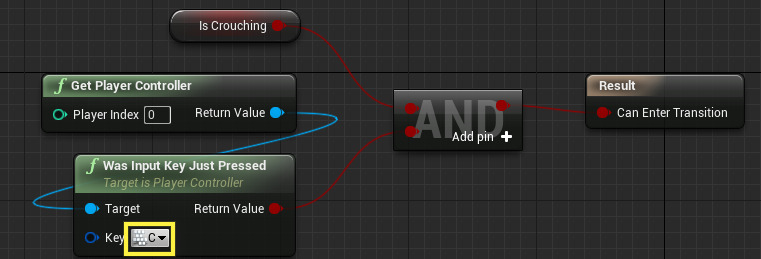 Is Crouching
f Get Player Controller
Player Index 0 Return Value
f Was Input Key Just Pressed
Target is Player Controller
Target Return Value
Key C
AND
Add pin +
Result
Can Enter Transition